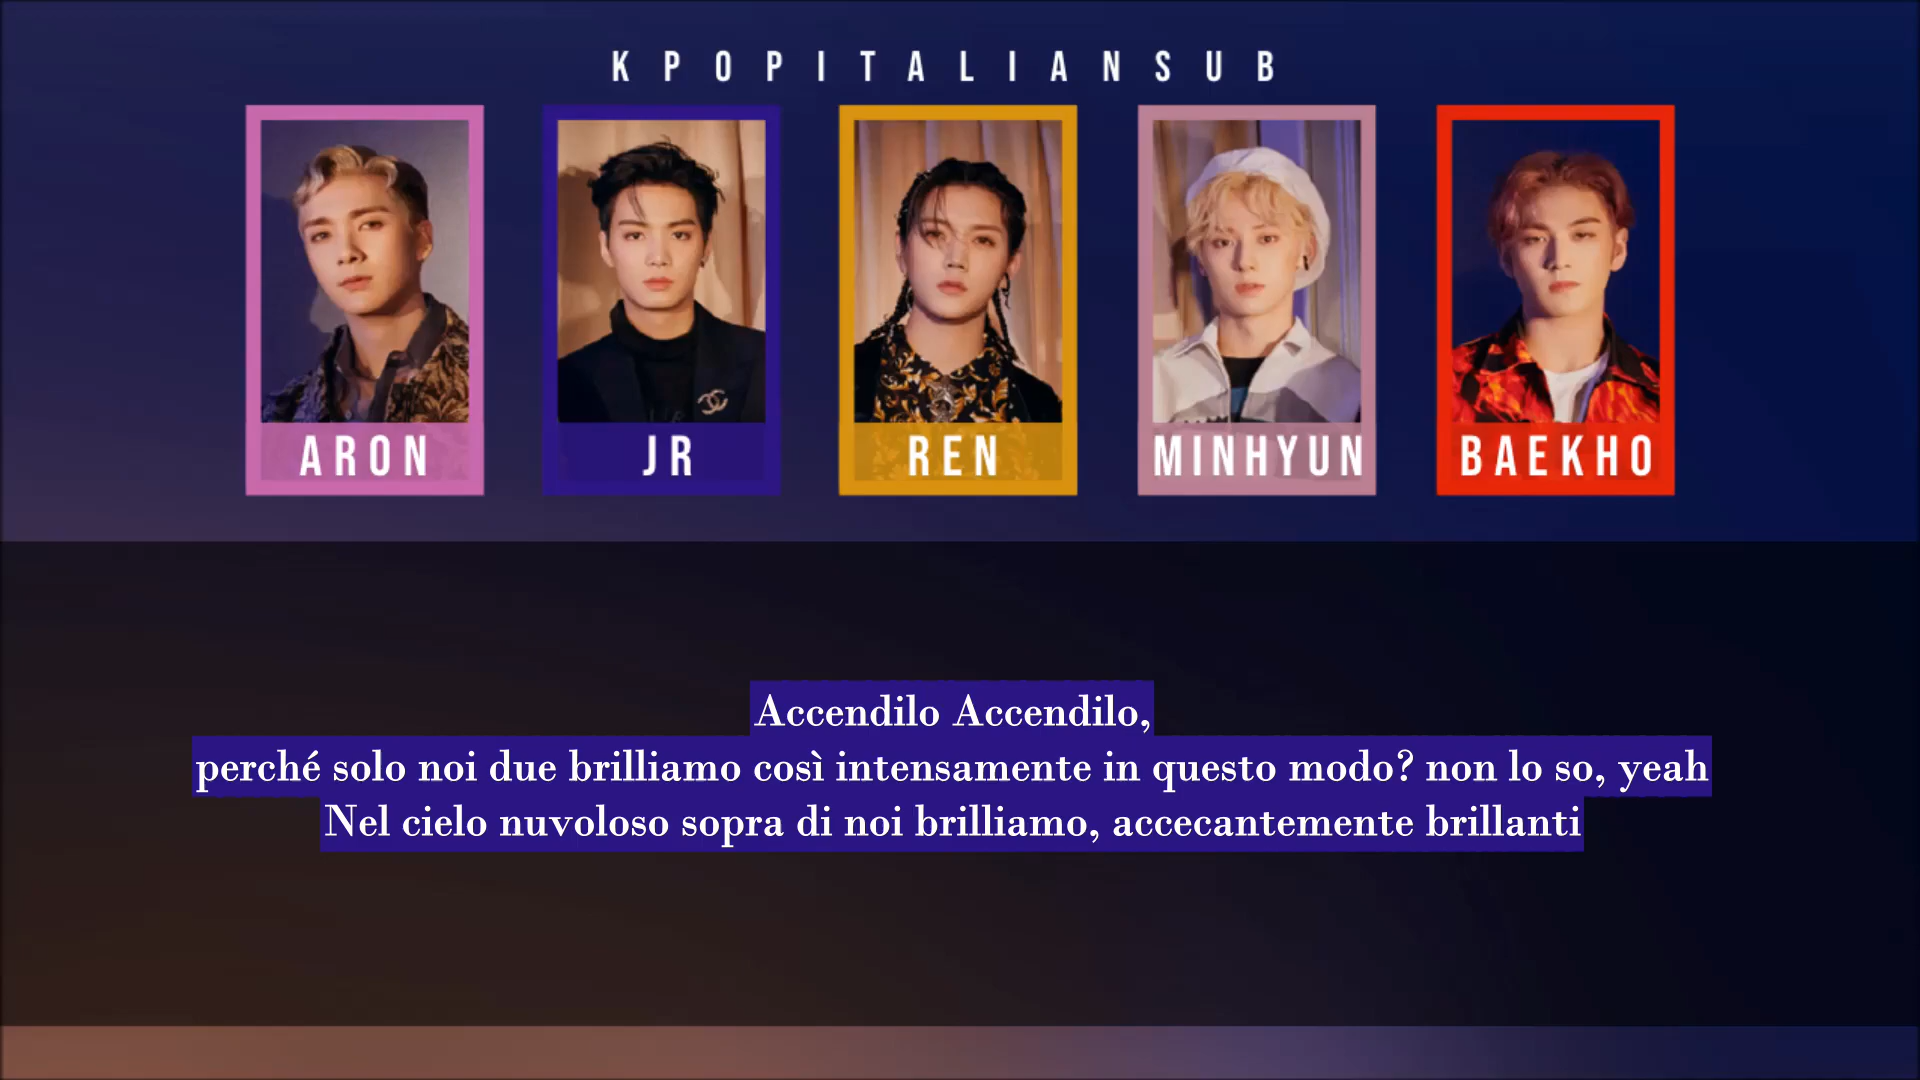 KPOPITALIANSUB
ARON
JR
REN
MINHYUN
BAEKHO
Accendilo Accendilo,
perché solo noi due brilliamo così intensamente in questo modo? non lo so, yeah
Nel cielo nuvoloso sopra di noi brilliamo, accecantemente brillanti